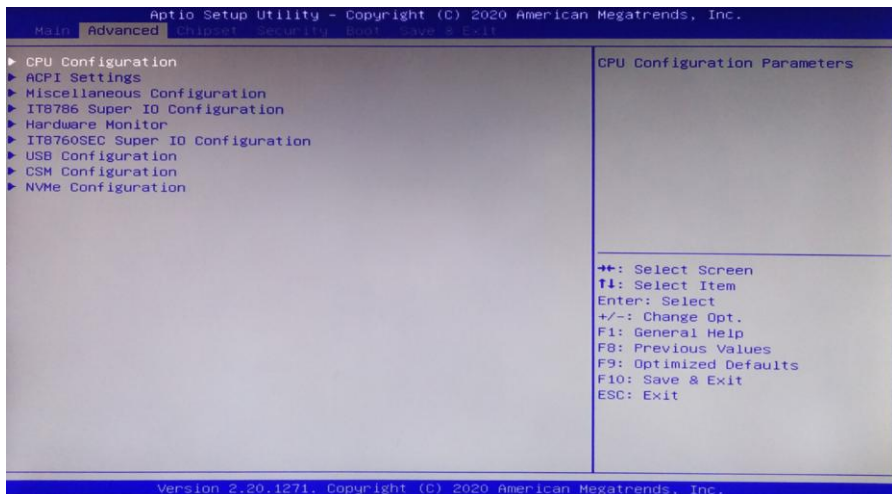 Aptio Setup Utility – Copyright (C) 2020 American Megatrends, Inc.
Main Advanced Chipset Security Boot Save & Exit
▶ CPU Configuration
▶ ACPI Settings
▶ Miscellaneous Configuration
▶ IT8786 Super IO Configuration
▶ Hardware Monitor
▶ IT8760SEC Super IO Configuration
▶ USB Configuration
▶ CSM Configuration
▶ NVMe Configuration
CPU Configuration Parameters
→←: Select Screen
↑↓: Select Item
Enter: Select
+/-: Change Opt.
F1: General Help
F8: Previous Values
F9: Optimized Defaults
F10: Save & Exit
ESC: Exit
Version 2.20.1271. Copyright (C) 2020 American Megatrends, Inc.